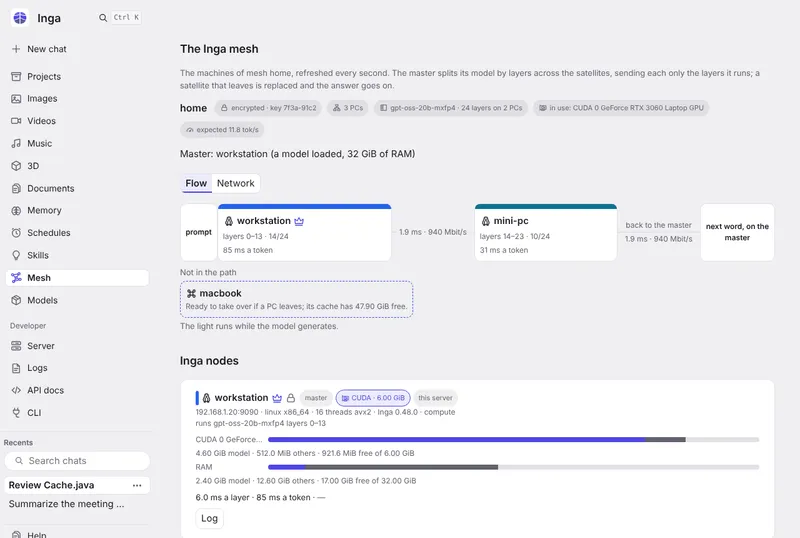 Inga
Ctrl K
New chat
Projects
Images
Videos
Music
3D
Documents
Memory
Schedules
Skills
Mesh
Models
Developer
Server
Logs
API docs
CLI
Recents
Search chats
Review Cache.java
Summarize the meeting ...
Help
The Inga mesh
The machines of mesh home, refreshed every second. The master splits its model by layers across the satellites, sending each only the layers it runs; a
satellite that leaves is replaced and the answer goes on.
home encrypted · key 7f3a-91c2 3 PCs gpt-oss-20b-mxfp4 · 24 layers on 2 PCs in use: CUDA 0 GeForce RTX 3060 Laptop GPU
expected 11.8 tok/s
Master: workstation (a model loaded, 32 GiB of RAM)
Flow Network
prompt
workstation
layers 0–13 · 14/24
85 ms a token
1.9 ms · 940 Mbit/s
mini-pc
layers 14–23 · 10/24
31 ms a token
back to the master
1.9 ms · 940 Mbit/s
next word, on the
master
Not in the path
macbook
Ready to take over if a PC leaves; its cache has 47.90 GiB free.
The light runs while the model generates.
Inga nodes
workstation master CUDA · 6.00 GiB this server
192.168.1.20:9090 · linux x86_64 · 16 threads avx2 · Inga 0.48.0 · compute
runs gpt-oss-20b-mxfp4 layers 0–13
CUDA 0 GeForce...
4.60 GiB model · 512.0 MiB others · 921.6 MiB free of 6.00 GiB
RAM
2.40 GiB model · 12.60 GiB others · 17.00 GiB free of 32.00 GiB
6.0 ms a layer · 85 ms a token · —
Log